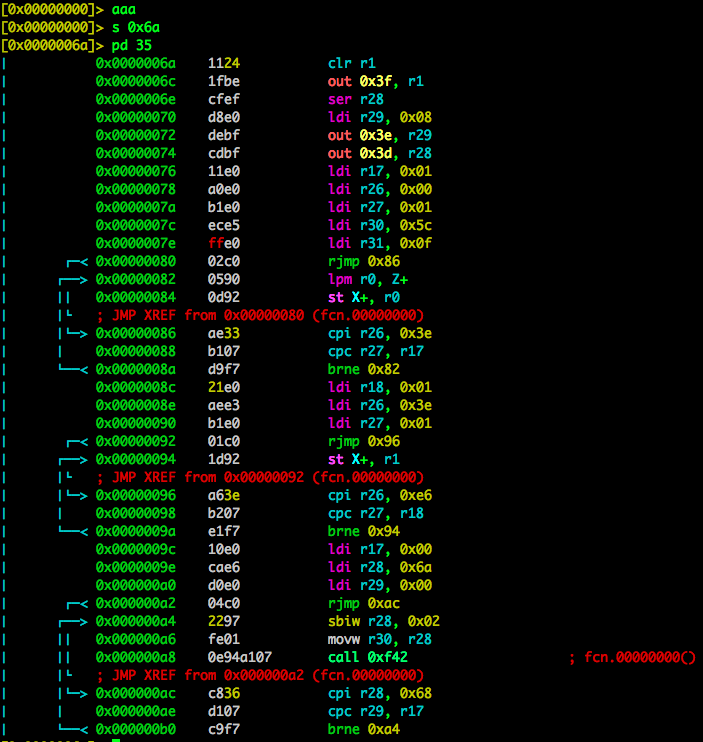 [0x00000000]> aaa
[0x00000000]> s 0x6a
[0x0000006a]> pd 35
0x0000006a 1124 clr r1
0x0000006c 1fbe out 0x3f, r1
0x0000006e cfef ser r28
0x00000070 d8e0 ldi r29, 0x08
0x00000072 debf out 0x3e, r29
0x00000074 cdbf out 0x3d, r28
0x00000076 11e0 ldi r17, 0x01
0x00000078 a0e0 ldi r26, 0x00
0x0000007a b1e0 ldi r27, 0x01
0x0000007c ece5 ldi r30, 0x5c
0x0000007e ffe0 ldi r31, 0x0f
0x00000080 02c0 rjmp 0x86
0x00000082 0590 lpm r0, Z+
0x00000084 0d92 st X+, r0
; JMP XREF from 0x00000080 (fcn.00000000)
0x00000086 ae33 cpi r26, 0x3e
0x00000088 b107 cpc r27, r17
0x0000008a d9f7 brne 0x82
0x0000008c 21e0 ldi r18, 0x01
0x0000008e aee3 ldi r26, 0x3e
0x00000090 b1e0 ldi r27, 0x01
0x00000092 01c0 rjmp 0x96
0x00000094 1d92 st X+, r1
; JMP XREF from 0x00000092 (fcn.00000000)
0x00000096 a63e cpi r26, 0xe6
0x00000098 b207 cpc r27, r18
0x0000009a e1f7 brne 0x94
0x0000009c 10e0 ldi r17, 0x00
0x0000009e cae6 ldi r28, 0x6a
0x000000a0 d0e0 ldi r29, 0x00
0x000000a2 04c0 rjmp 0xac
0x000000a4 2297 sbiw r28, 0x02
0x000000a6 fe01 movw r30, r28
0x000000a8 0e94a107 call 0xf42 ; fcn.00000000()
; JMP XREF from 0x000000a2 (fcn.00000000)
0x000000ac c836 cpi r28, 0x68
0x000000ae d107 cpc r29, r17
0x000000b0 c9f7 brne 0xa4